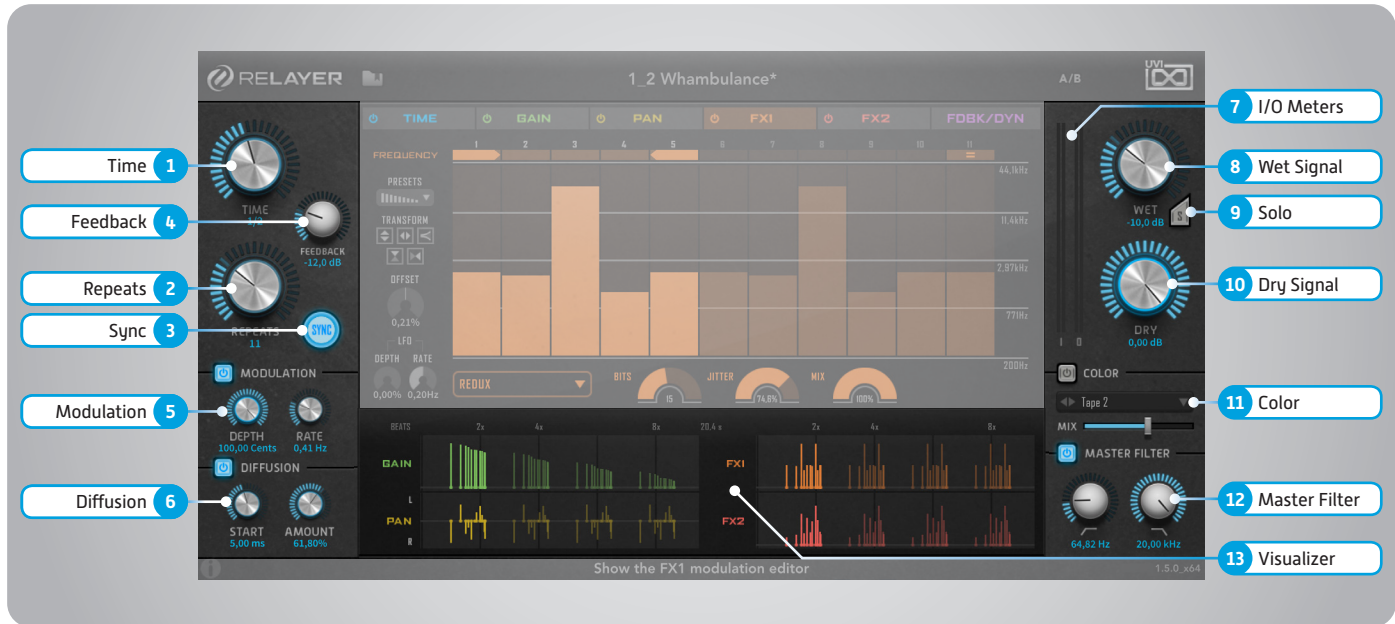 RELAYER
1_2 Whambulance*
A/B
UVI
Time 1
Feedback 4
Repeats 2
Sync 3
Modulation 5
Diffusion 6
TIME
1/2
FEEDBACK
-12,0 dB
REPEATS
11
SYNC
MODULATION
DEPTH
100,00 Cents
RATE
0,41 Hz
DIFFUSION
START
5,00 ms
AMOUNT
61,80%
TIME GAIN PAN FX1 FX2 FDBK/DYN
FREQUENCY
1 2 3 4 5 6 7 8 9 10 11
PRESETS
TRANSFORM
OFFSET
0,21%
LFO
DEPTH RATE
0,00% 0,20Hz
44.1kHz
11.4kHz
2.97kHz
771Hz
200Hz
REDUX
BITS
15
JITTER
74,8%
MIX
100%
BEATS 2x 4x 8x 20.4 x 2x 4x 8x
GAIN
L
PAN
R
FX1
FX2
Show the FX1 modulation editor
1.5.0_x64
I O
WET
-10,0 dB
S
DRY
0,00 dB
COLOR
Tape 2
MIX
MASTER FILTER
64,82 Hz
20,00 kHz
7 I/O Meters
8 Wet Signal
9 Solo
10 Dry Signal
11 Color
12 Master Filter
13 Visualizer